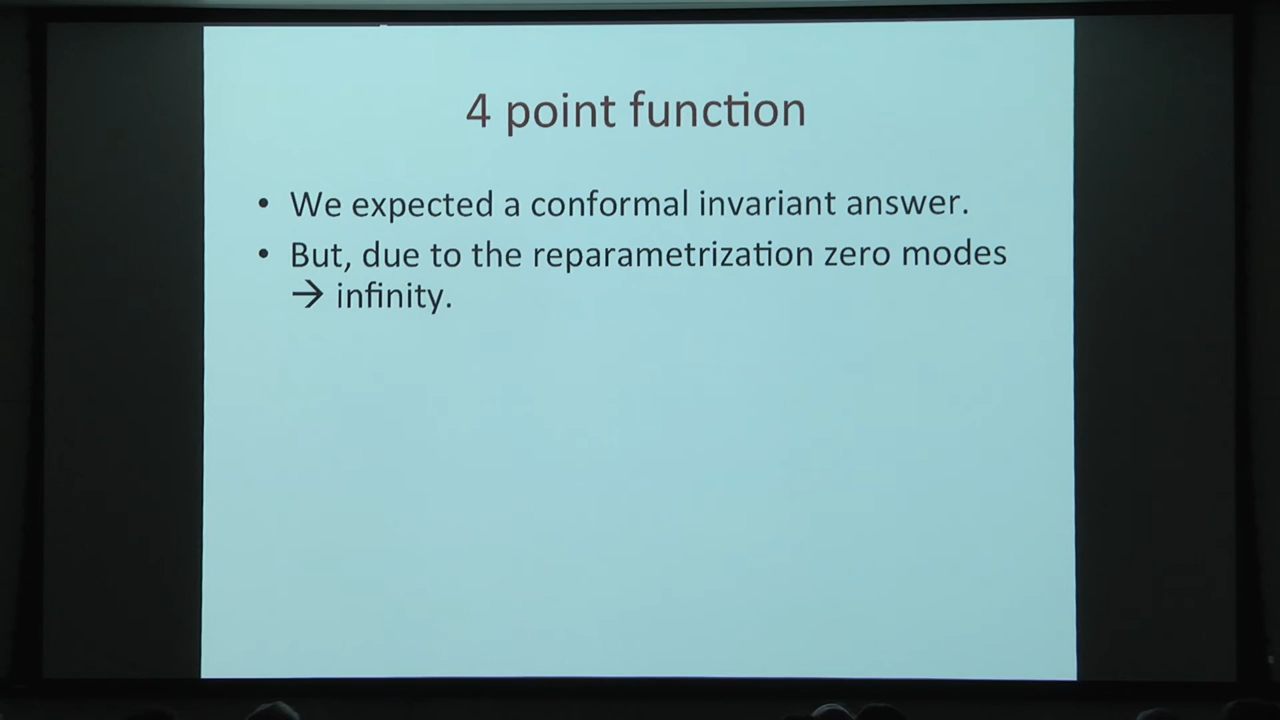 4 point function
• We expected a conformal invariant answer.
• But, due to the reparametrization zero modes
→ infinity.